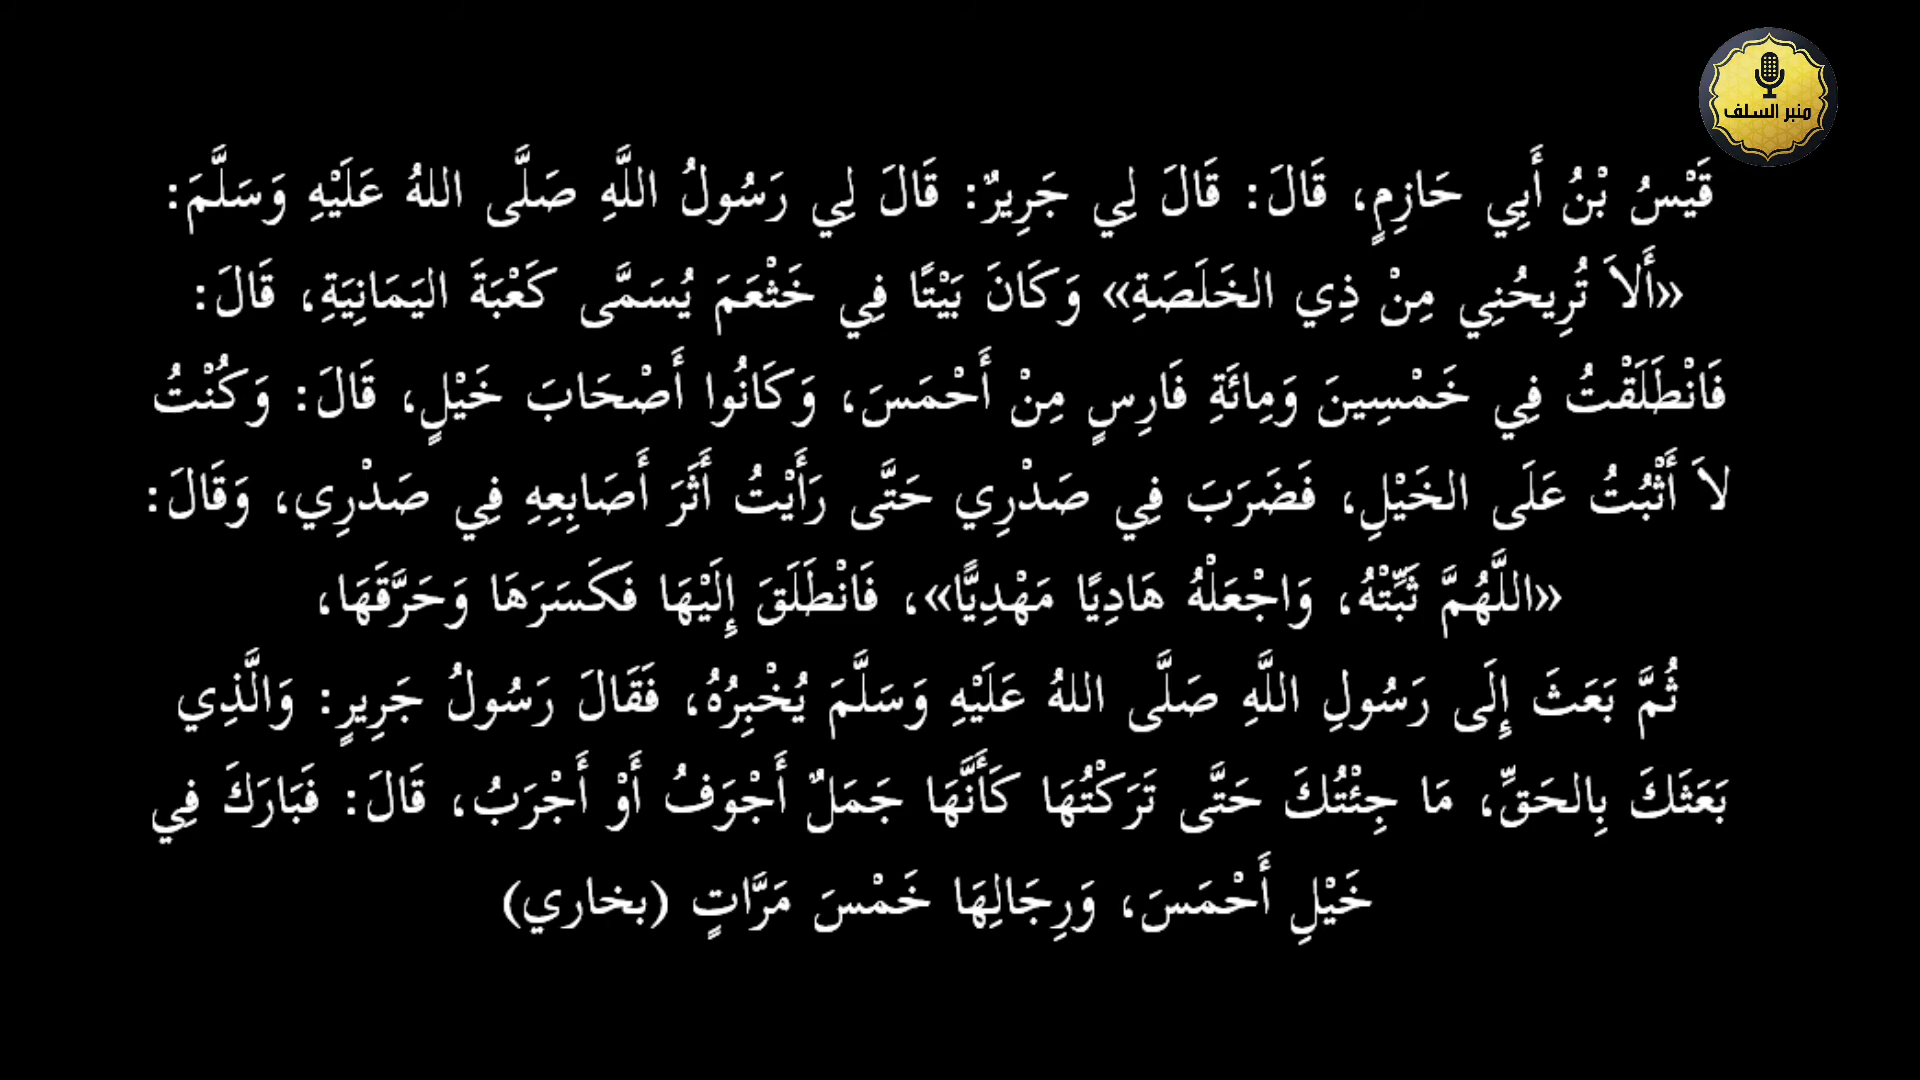 منبر السلف
قَيْسُ بْنُ أَبِي حَازِمٍ، قَالَ: قَالَ لِي جَرِيرٌ: قَالَ لِي رَسُولُ اللَّهِ صَلَّى اللهُ عَلَيْهِ وَسَلَّمَ:
«أَلاَ تُرِيحُنِي مِنْ ذِي الخَلَصَةِ» وَكَانَ بَيْتًا فِي خَثْعَمَ يُسَمَّى كَعْبَةَ اليَمَانِيَةِ، قَالَ:
فَانْطَلَقْتُ فِي خَمْسِينَ وَمِائَةِ فَارِسٍ مِنْ أَحْمَسَ، وَكَانُوا أَصْحَابَ خَيْلٍ، قَالَ: وَكُنْتُ
لاَ أَثْبُتُ عَلَى الخَيْلِ، فَضَرَبَ فِي صَدْرِي حَتَّى رَأَيْتُ أَثَرَ أَصَابِعِهِ فِي صَدْرِي، وَقَالَ:
«اللَّهُمَّ ثَبِّتْهُ، وَاجْعَلْهُ هَادِيًا مَهْدِيًّا»، فَانْطَلَقَ إِلَيْهَا فَكَسَرَهَا وَحَرَّقَهَا،
ثُمَّ بَعَثَ إِلَى رَسُولِ اللَّهِ صَلَّى اللهُ عَلَيْهِ وَسَلَّمَ يُخْبِرُهُ، فَقَالَ رَسُولُ جَرِيرٍ: وَالَّذِي
بَعَثَكَ بِالحَقِّ، مَا جِئْتُكَ حَتَّى تَرَكْتُهَا كَأَنَّهَا جَمَلٌ أَجْوَفُ أَوْ أَجْرَبُ، قَالَ: فَبَارَكَ فِي
خَيْلِ أَحْمَسَ، وَرِجَالِهَا خَمْسَ مَرَّاتٍ (بخاري)